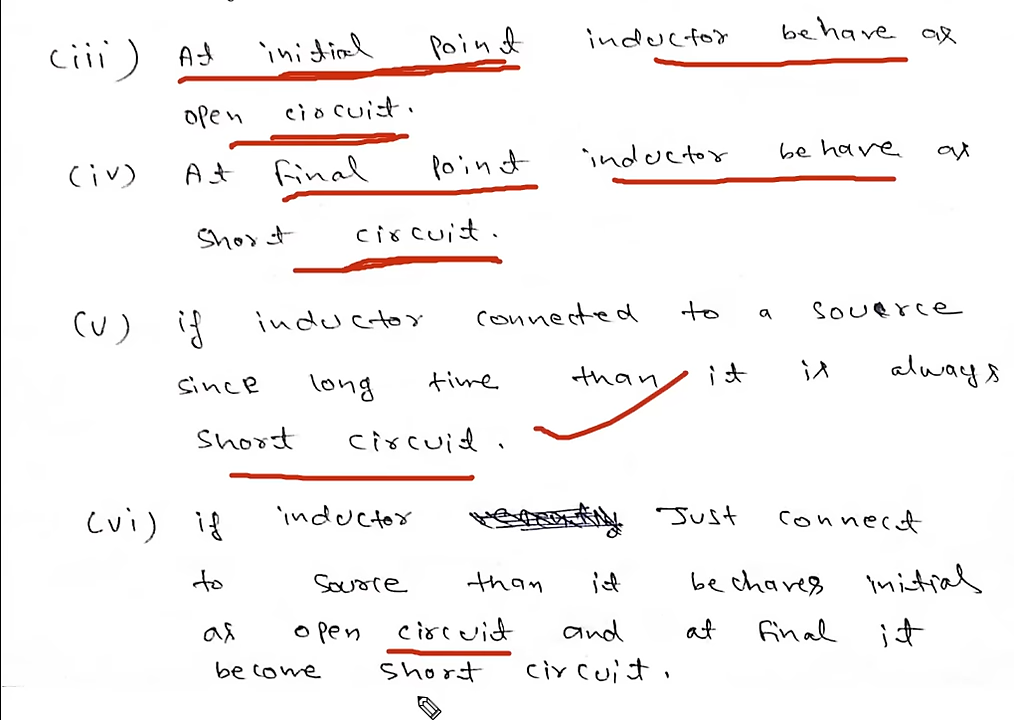 (iii) At initial point inductor behave as
open circuit.
(iv) At final point inductor behave as
short circuit.
(v) if inductor connected to a souerce
since long time than it is always
short circuit.
(vi) if inductor Just connect
to source than it behaves initial
as open circuit and at final it
become short circuit.